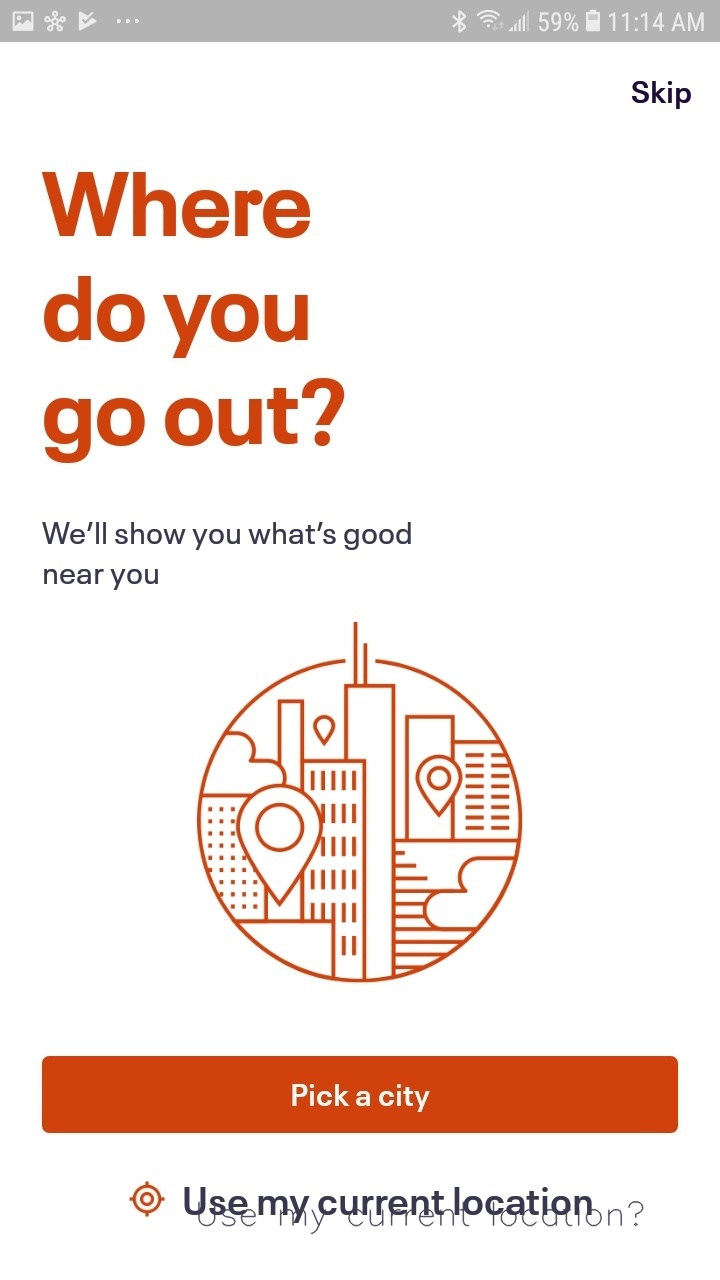 59% 11:14 AM
Skip
Where
do you
go out?
We’ll show you what’s good
near you
Pick a city
Use my current location
Use my current location?